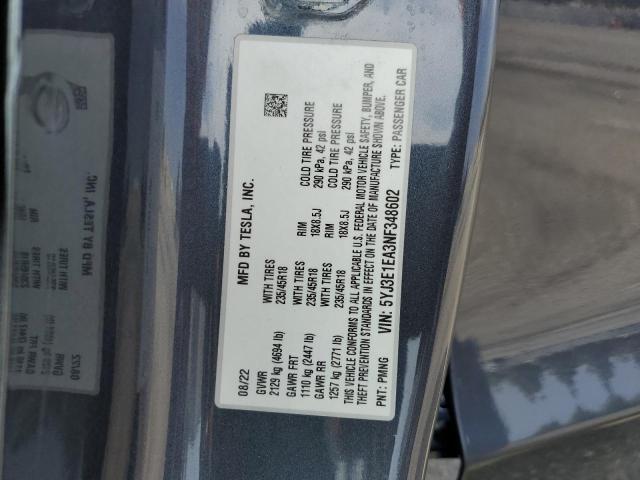 08/22 MFD BY TESLA, INC.
GVWR
2129 kg (4694 lb) WITH TIRES RIM COLD TIRE PRESSURE
GAWR FRT 235/45R18 18X8.5J 290 kPa, 42 psi
1110 kg (2447 lb) WITH TIRES RIM COLD TIRE PRESSURE
GAWR RR 235/45R18 18X8.5J 290 kPa, 42 psi
1257 kg (2771 lb) 235/45R18
THIS VEHICLE CONFORMS TO ALL APPLICABLE U.S. FEDERAL MOTOR VEHICLE SAFETY, BUMPER, AND
THEFT PREVENTION STANDARDS IN EFFECT ON THE DATE OF MANUFACTURE SHOWN ABOVE.
PNT: PMNG VIN: 5YJ3E1EA3NF348602 TYPE: PASSENGER CAR